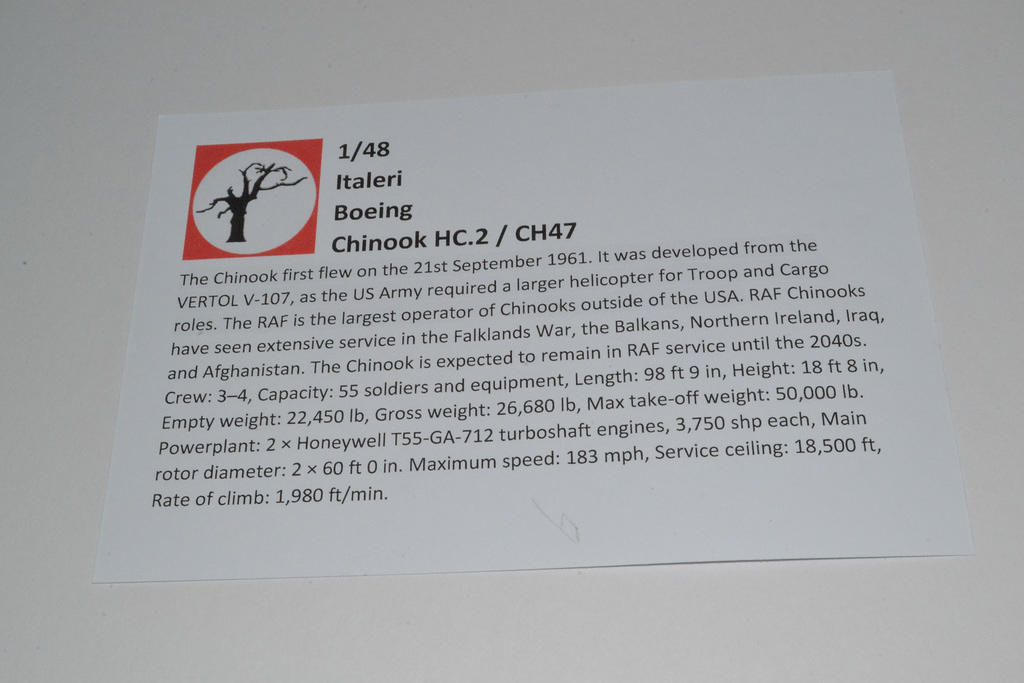 1/48
Italeri
Boeing
Chinook HC.2 / CH47
The Chinook first flew on the 21st September 1961. It was developed from the
VERTOL V-107, as the US Army required a larger helicopter for Troop and Cargo
roles. The RAF is the largest operator of Chinooks outside of the USA. RAF Chinooks
have seen extensive service in the Falklands War, the Balkans, Northern Ireland, Iraq,
and Afghanistan. The Chinook is expected to remain in RAF service until the 2040s.
Crew: 3–4, Capacity: 55 soldiers and equipment, Length: 98 ft 9 in, Height: 18 ft 8 in,
Empty weight: 22,450 lb, Gross weight: 26,680 lb, Max take-off weight: 50,000 lb.
Powerplant: 2 × Honeywell T55-GA-712 turboshaft engines, 3,750 shp each, Main
rotor diameter: 2 × 60 ft 0 in. Maximum speed: 183 mph, Service ceiling: 18,500 ft,
Rate of climb: 1,980 ft/min.